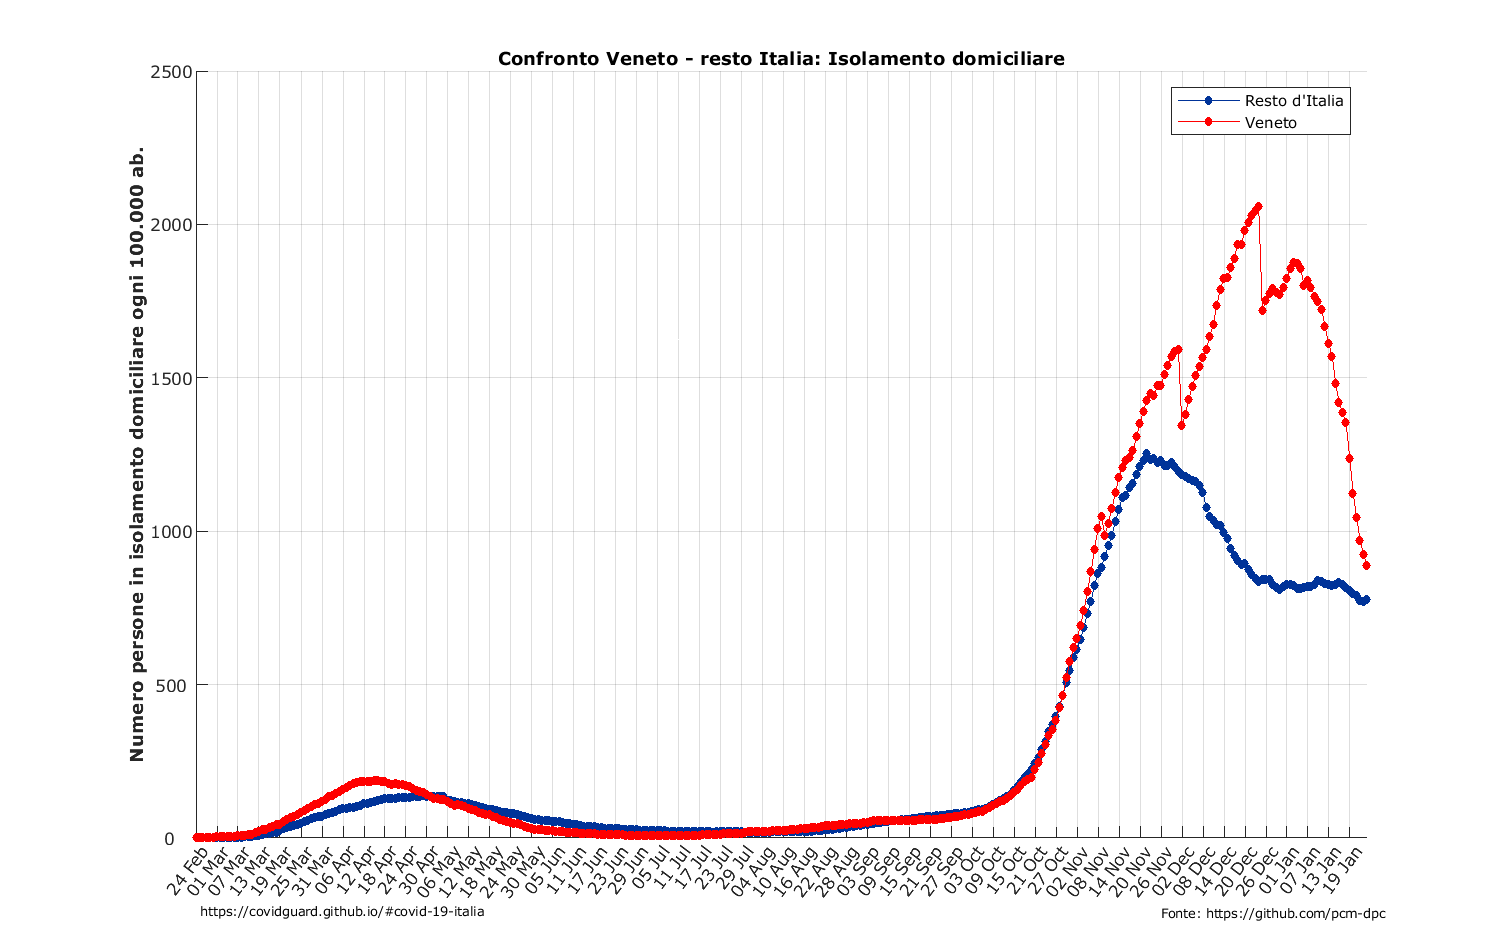 Confronto Veneto - resto Italia: Isolamento domiciliare
Resto d'Italia
Veneto
Numero persone in isolamento domiciliare ogni 100.000 ab.
2500
2000
1500
1000
500
0
24 Feb
01 Mar
07 Mar
13 Mar
19 Mar
25 Mar
31 Mar
06 Apr
12 Apr
18 Apr
24 Apr
30 Apr
06 May
12 May
18 May
24 May
30 May
05 Jun
11 Jun
17 Jun
23 Jun
29 Jun
05 Jul
11 Jul
17 Jul
23 Jul
29 Jul
04 Aug
10 Aug
16 Aug
22 Aug
28 Aug
03 Sep
09 Sep
15 Sep
21 Sep
27 Sep
03 Oct
09 Oct
15 Oct
21 Oct
27 Oct
02 Nov
08 Nov
14 Nov
20 Nov
26 Nov
02 Dec
08 Dec
14 Dec
20 Dec
26 Dec
01 Jan
07 Jan
13 Jan
19 Jan
https://covidguard.github.io/#covid-19-italia
Fonte: https://github.com/pcm-dpc